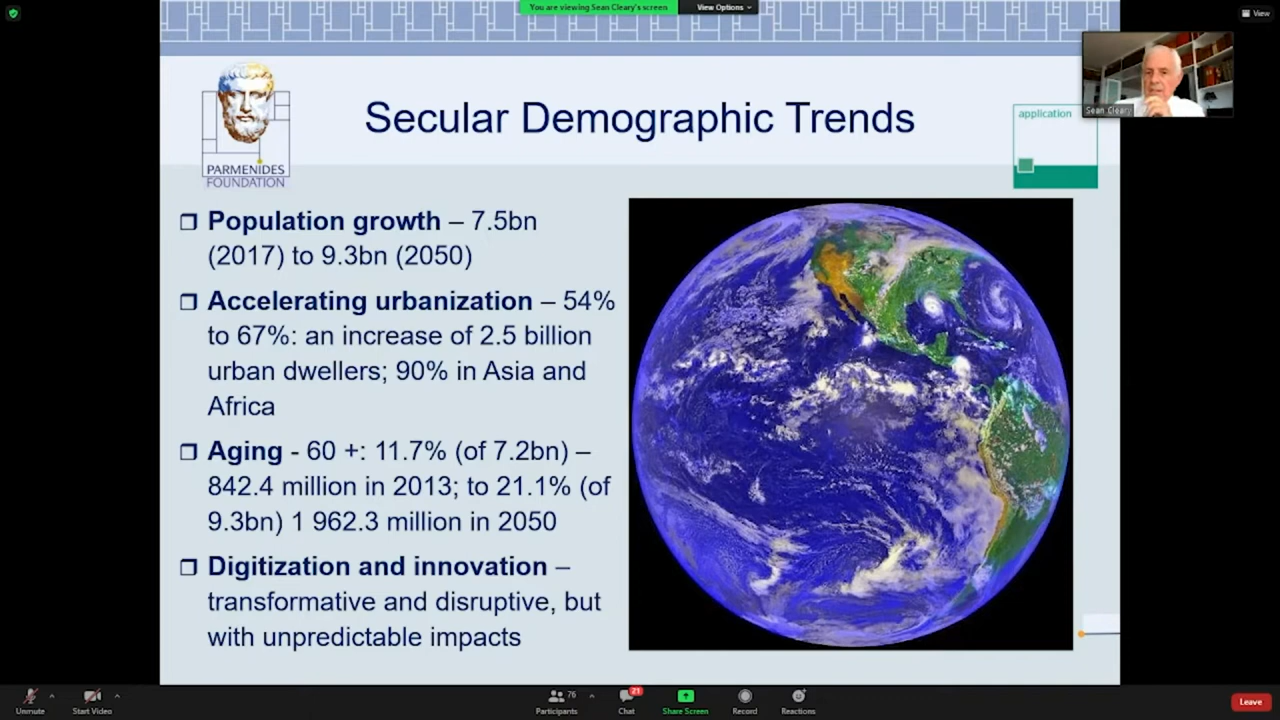 You are viewing Sean Cleary's screen
View Options
View
Sean Cleary
Secular Demographic Trends
application
PARMENIDES
FOUNDATION
❒ Population growth – 7.5bn
(2017) to 9.3bn (2050)
❒ Accelerating urbanization – 54%
to 67%: an increase of 2.5 billion
urban dwellers; 90% in Asia and
Africa
❒ Aging - 60 +: 11.7% (of 7.2bn) –
842.4 million in 2013; to 21.1% (of
9.3bn) 1 962.3 million in 2050
❒ Digitization and innovation –
transformative and disruptive, but
with unpredictable impacts
Unmute
Start Video
76
Participants
21
Chat
Share Screen
Record
Reactions
Leave